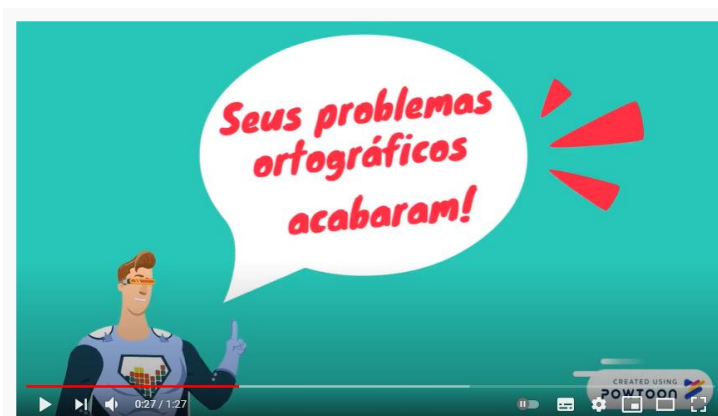 Seus problemas
ortográficos
acabaram!
CREATED USING
POWTOON
0:27 / 1:27